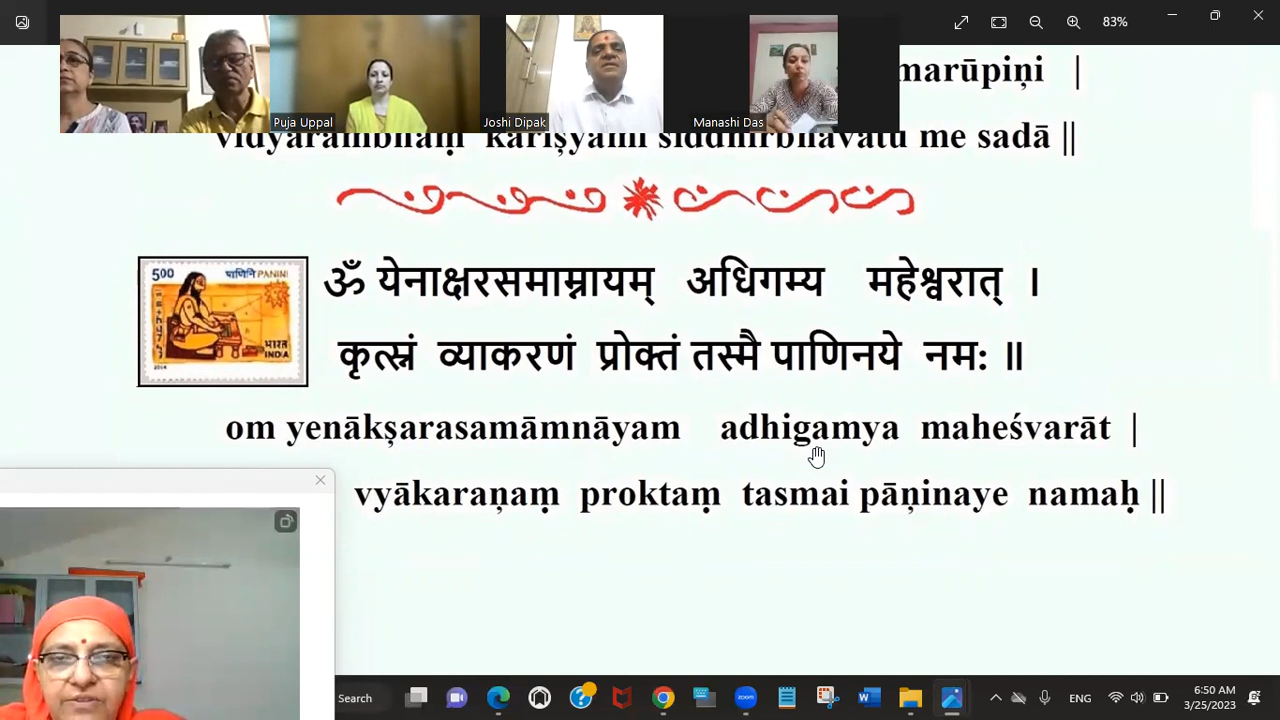 83%
Puja Uppal
Joshi Dipak
Manashi Das
marūpiṇi |
vidyārambhaṃ kariṣyāmi siddhirbhavatu me sadā ||
5.00 पाणिनि PANINI
भारत
INDIA
ॐ येनाक्षरसमाम्नायम् अधिगम्य महेश्वरात् ।
कृत्स्नं व्याकरणं प्रोक्तं तस्मै पाणिनये नमः ॥
om yenākṣarasamāmnāyam adhigamya maheśvarāt |
vyākaraṇaṃ proktaṃ tasmai pāṇinaye namaḥ ||
Search
zoom
ENG
6:50 AM
3/25/2023